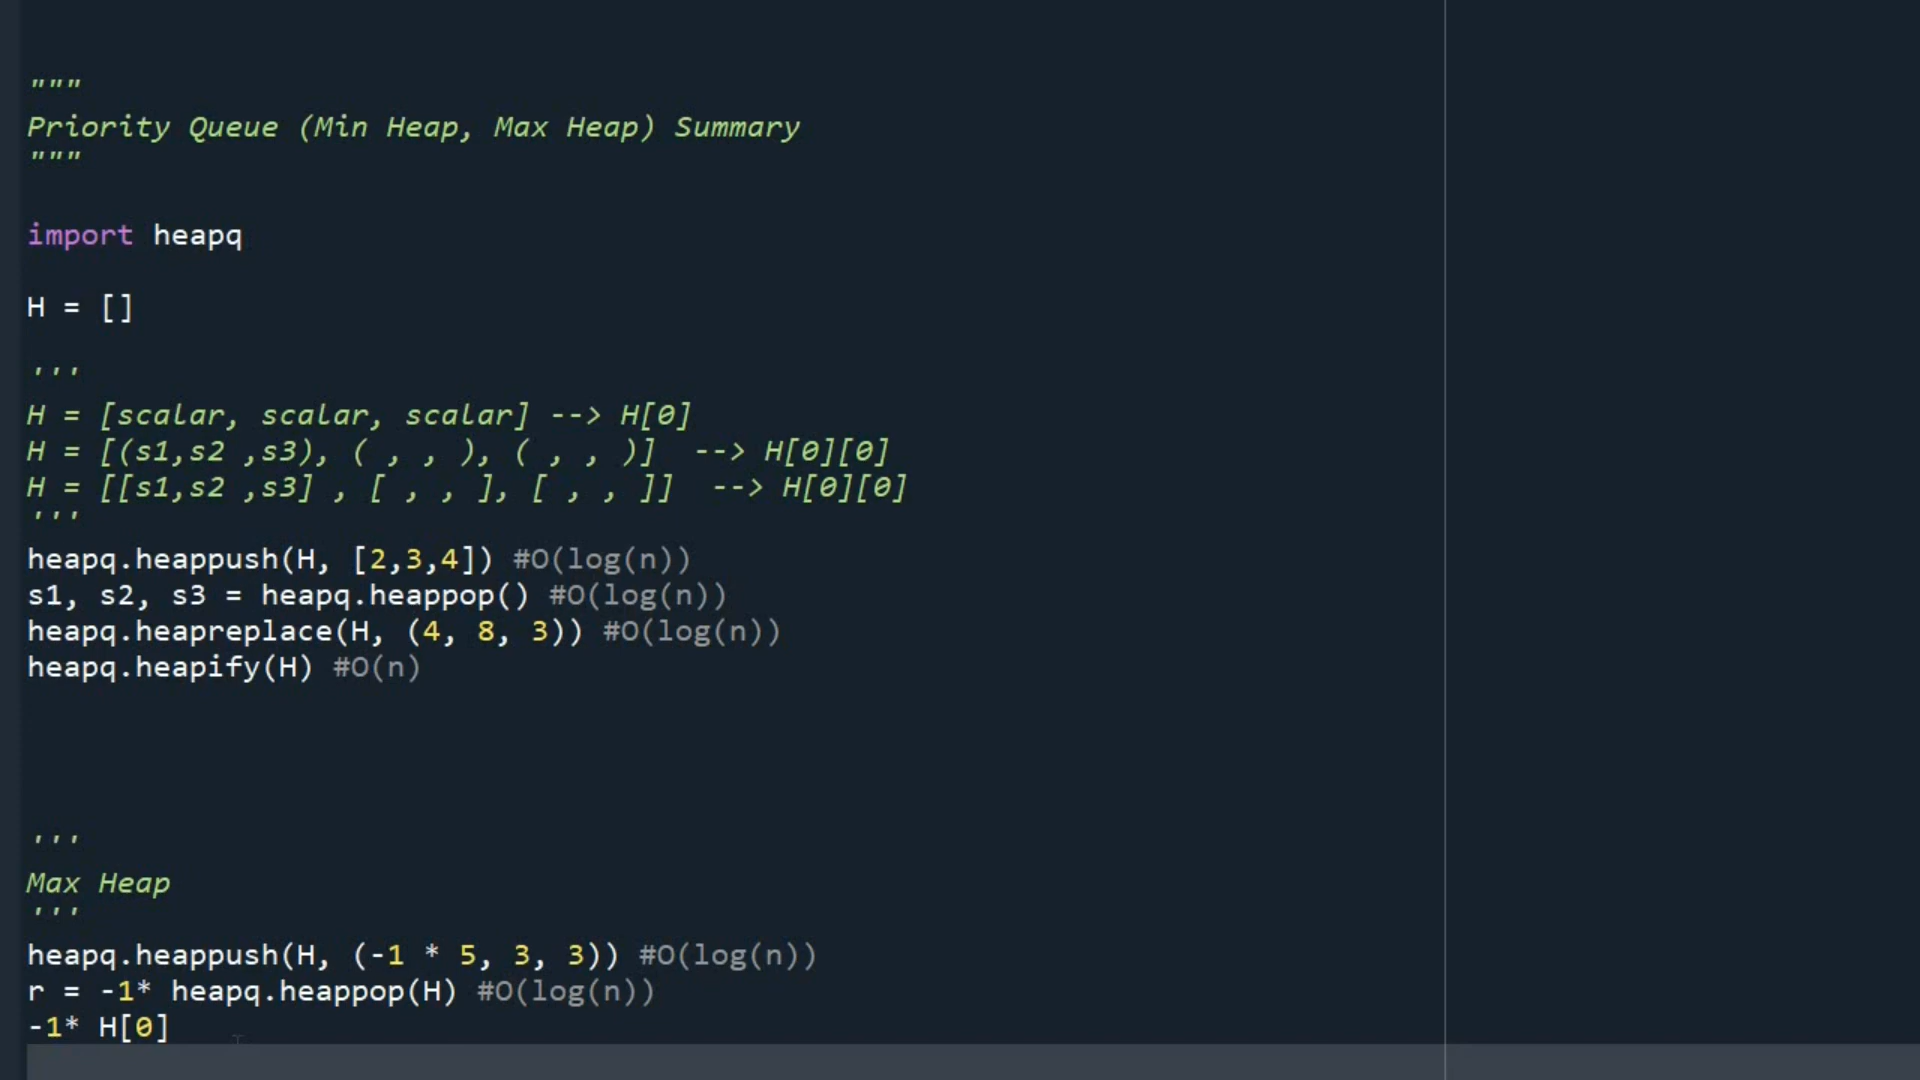 """
Priority Queue (Min Heap, Max Heap) Summary
"""
import heapq
H = []
'''
H = [scalar, scalar, scalar] --> H[0]
H = [(s1,s2 ,s3), ( , , ), ( , , )]  --> H[0][0]
H = [[s1,s2 ,s3] , [ , , ], [ , , ]]  --> H[0][0]
'''
heapq.heappush(H, [2,3,4]) #O(log(n))
s1, s2, s3 = heapq.heappop() #O(log(n))
heapq.heapreplace(H, (4, 8, 3)) #O(log(n))
heapq.heapify(H) #O(n)
'''
Max Heap
'''
heapq.heappush(H, (-1 * 5, 3, 3)) #O(log(n))
r = -1* heapq.heappop(H) #O(log(n))
-1* H[0]